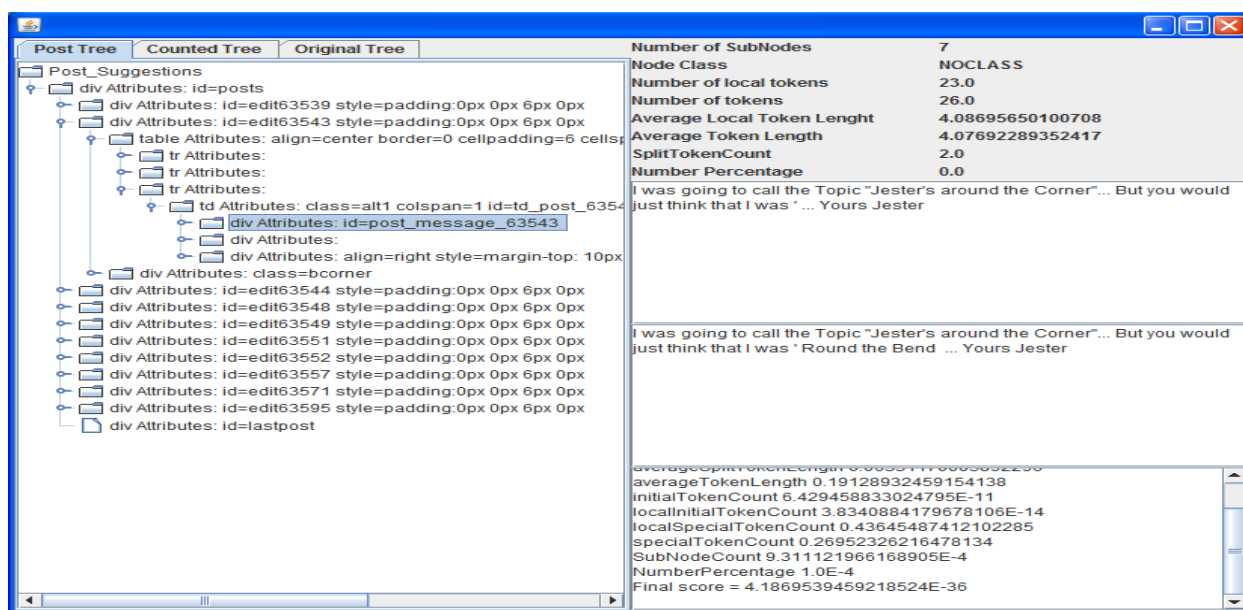 Post Tree Counted Tree Original Tree
Post_Suggestions
div Attributes: id=posts
div Attributes: id=edit63539 style=padding:0px 0px 6px 0px
div Attributes: id=edit63543 style=padding:0px 0px 6px 0px
table Attributes: align=center border=0 cellpadding=6 cellsp
tr Attributes:
tr Attributes:
tr Attributes:
td Attributes: class=alt1 colspan=1 id=td_post_6354
div Attributes: id=post_message_63543
div Attributes:
div Attributes: align=right style=margin-top: 10px
div Attributes: class=bcorner
div Attributes: id=edit63544 style=padding:0px 0px 6px 0px
div Attributes: id=edit63548 style=padding:0px 0px 6px 0px
div Attributes: id=edit63549 style=padding:0px 0px 6px 0px
div Attributes: id=edit63551 style=padding:0px 0px 6px 0px
div Attributes: id=edit63552 style=padding:0px 0px 6px 0px
div Attributes: id=edit63557 style=padding:0px 0px 6px 0px
div Attributes: id=edit63571 style=padding:0px 0px 6px 0px
div Attributes: id=edit63595 style=padding:0px 0px 6px 0px
div Attributes: id=lastpost
Number of SubNodes 7
Node Class NOCLASS
Number of local tokens 23.0
Number of tokens 26.0
Average Local Token Lenght 4.08695650100708
Average Token Length 4.07692289352417
SplitTokenCount 2.0
Number Percentage 0.0
I was going to call the Topic "Jester's around the Corner"... But you would
just think that I was ' ... Yours Jester
I was going to call the Topic "Jester's around the Corner"... But you would
just think that I was ' Round the Bend ... Yours Jester
averageTokenLength 0.19128932459154138
initialTokenCount 6.429458833024795E-11
localInitialTokenCount 3.8340884179678106E-14
localSpecialTokenCount 0.43645487412102285
specialTokenCount 0.26952326216478134
SubNodeCount 9.311121966168905E-4
NumberPercentage 1.0E-4
Final score = 4.1869539459218524E-36